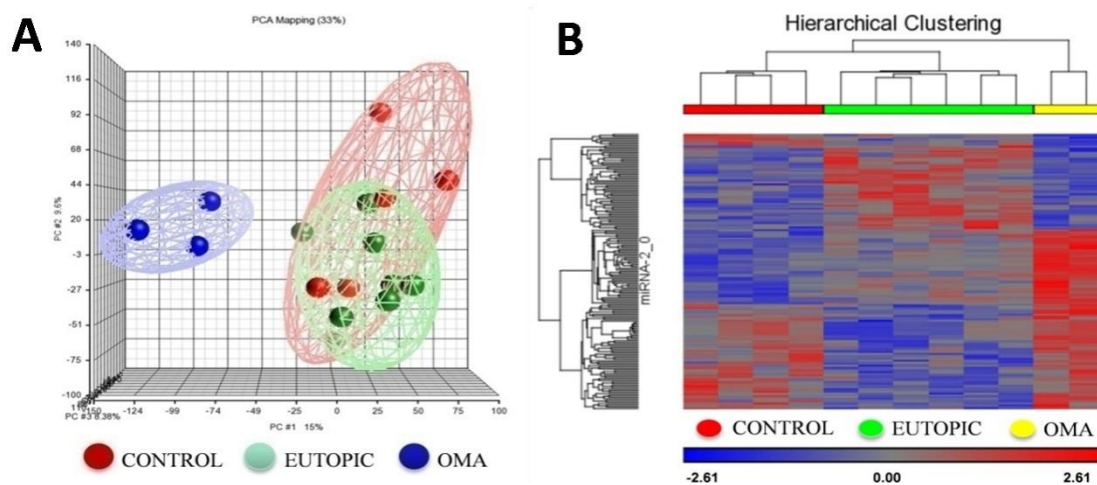 A
PCA Mapping (33%)
140
116
92
68
44
20
-3
-27
-51
-75
-100
PC #2 9.6%
PC #3 8.38%
-150
-124
-99
-74
-49
-25
0
25
50
75
100
PC #1 15%
CONTROL
EUTOPIC
OMA
B
Hierarchical Clustering
miRNA-2_0
CONTROL
EUTOPIC
OMA
-2.61
0.00
2.61